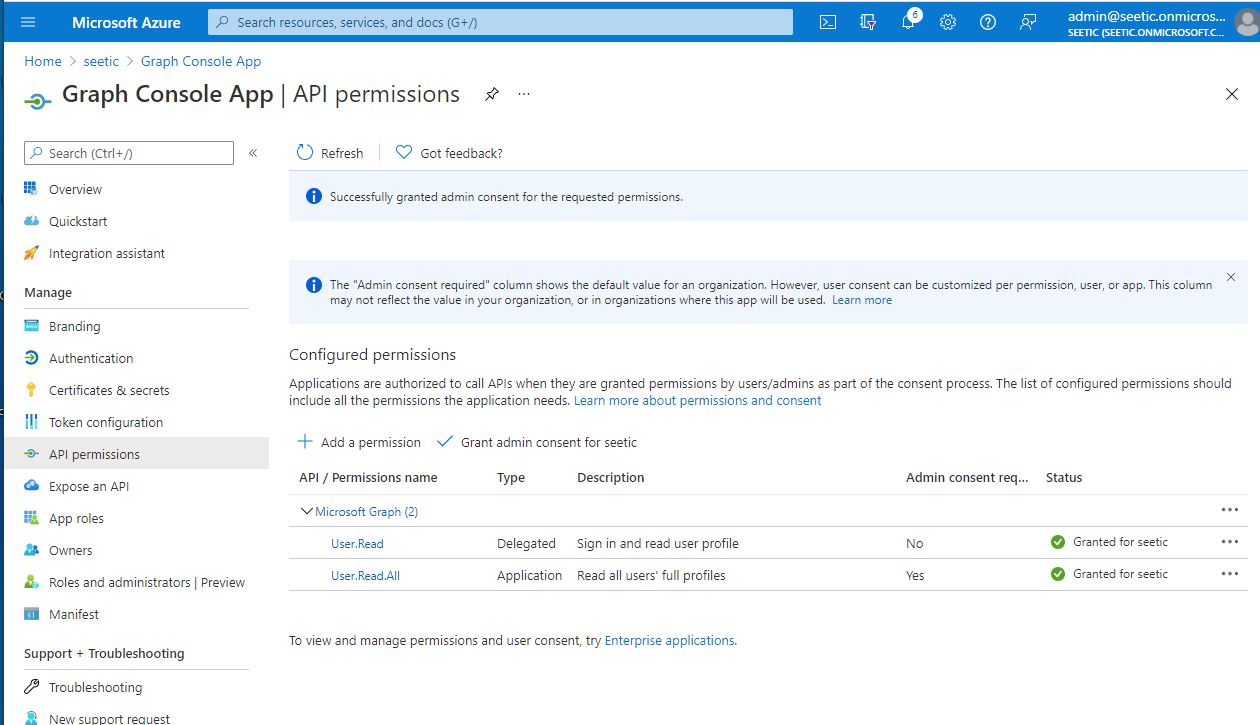 Microsoft Azure
Search resources, services, and docs (G+/)
6
admin@seetic.onmicros...
SEETIC (SEETIC.ONMICROSOFT.C...
Home > seetic > Graph Console App
Graph Console App | API permissions
Search (Ctrl+/)
Refresh
Got feedback?
Overview
Quickstart
Integration assistant
Manage
Branding
Authentication
Certificates & secrets
Token configuration
API permissions
Expose an API
App roles
Owners
Roles and administrators | Preview
Manifest
Support + Troubleshooting
Troubleshooting
New support request
Successfully granted admin consent for the requested permissions.
The "Admin consent required" column shows the default value for an organization. However, user consent can be customized per permission, user, or app. This column
may not reflect the value in your organization, or in organizations where this app will be used. Learn more
Configured permissions
Applications are authorized to call APIs when they are granted permissions by users/admins as part of the consent process. The list of configured permissions should
include all the permissions the application needs. Learn more about permissions and consent
Add a permission
Grant admin consent for seetic
API / Permissions name Type Description Admin consent req... Status
Microsoft Graph (2)
User.Read Delegated Sign in and read user profile No Granted for seetic
User.Read.All Application Read all users' full profiles Yes Granted for seetic
To view and manage permissions and user consent, try Enterprise applications.